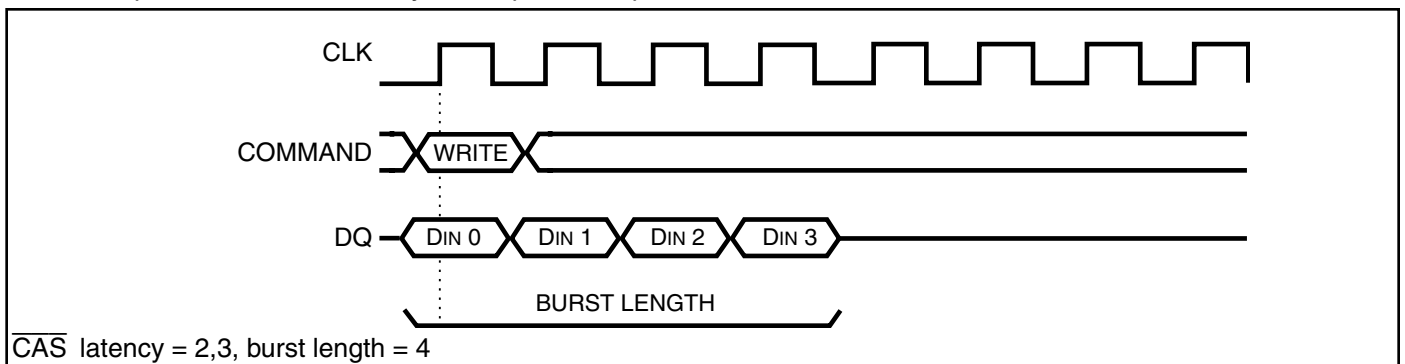 CLK
COMMAND WRITE
DQ DIN 0 DIN 1 DIN 2 DIN 3
BURST LENGTH
CAS latency = 2,3, burst length = 4